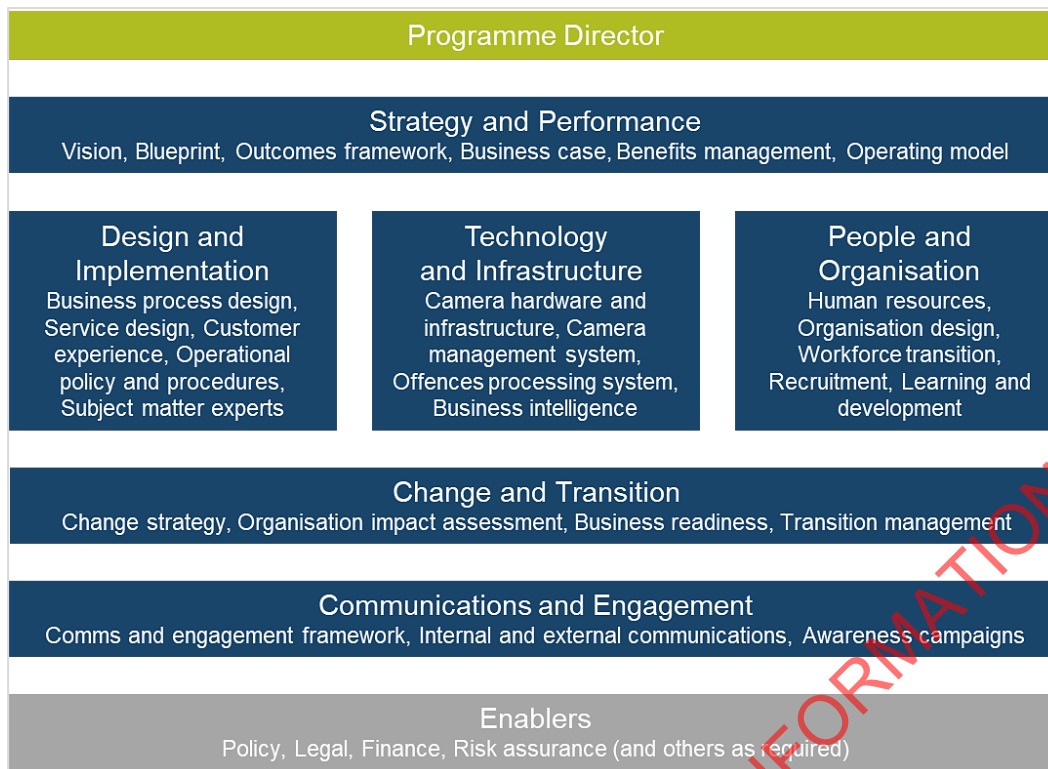 Programme Director
Strategy and Performance
Vision, Blueprint, Outcomes framework, Business case, Benefits management, Operating model
Design and
Implementation
Business process design,
Service design, Customer
experience, Operational
policy and procedures,
Subject matter experts
Technology
and Infrastructure
Camera hardware and
infrastructure, Camera
management system,
Offences processing system,
Business intelligence
People and
Organisation
Human resources,
Organisation design,
Workforce transition,
Recruitment, Learning and
development
Change and Transition
Change strategy, Organisation impact assessment, Business readiness, Transition management
Communications and Engagement
Comms and engagement framework, Internal and external communications, Awareness campaigns
Enablers
Policy, Legal, Finance, Risk assurance (and others as required)
INFORMATION